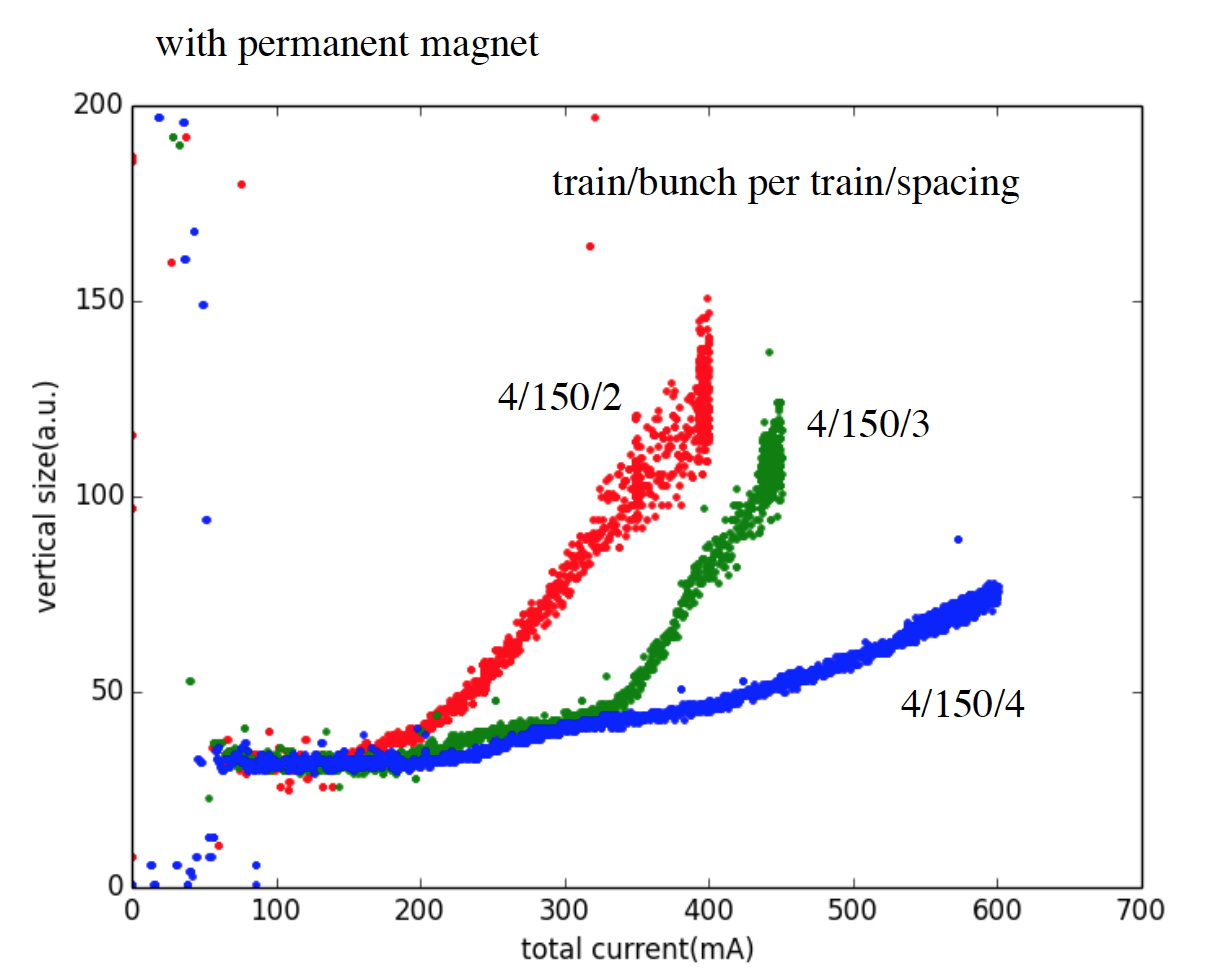 with permanent magnet
200
train/bunch per train/spacing
150
4/150/2
4/150/3
vertical size(a.u.)
100
50
4/150/4
0
0 100 200 300 400 500 600 700
total current(mA)